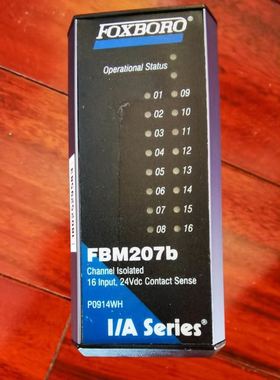 FOXBORO
Operational Status
01 09
02 10
03 11
04 12
05 13
06 14
07 15
08 16
FBM207b
Channel Isolated
16 Input, 24Vdc Contact Sense
P0914WH
I/A Series®